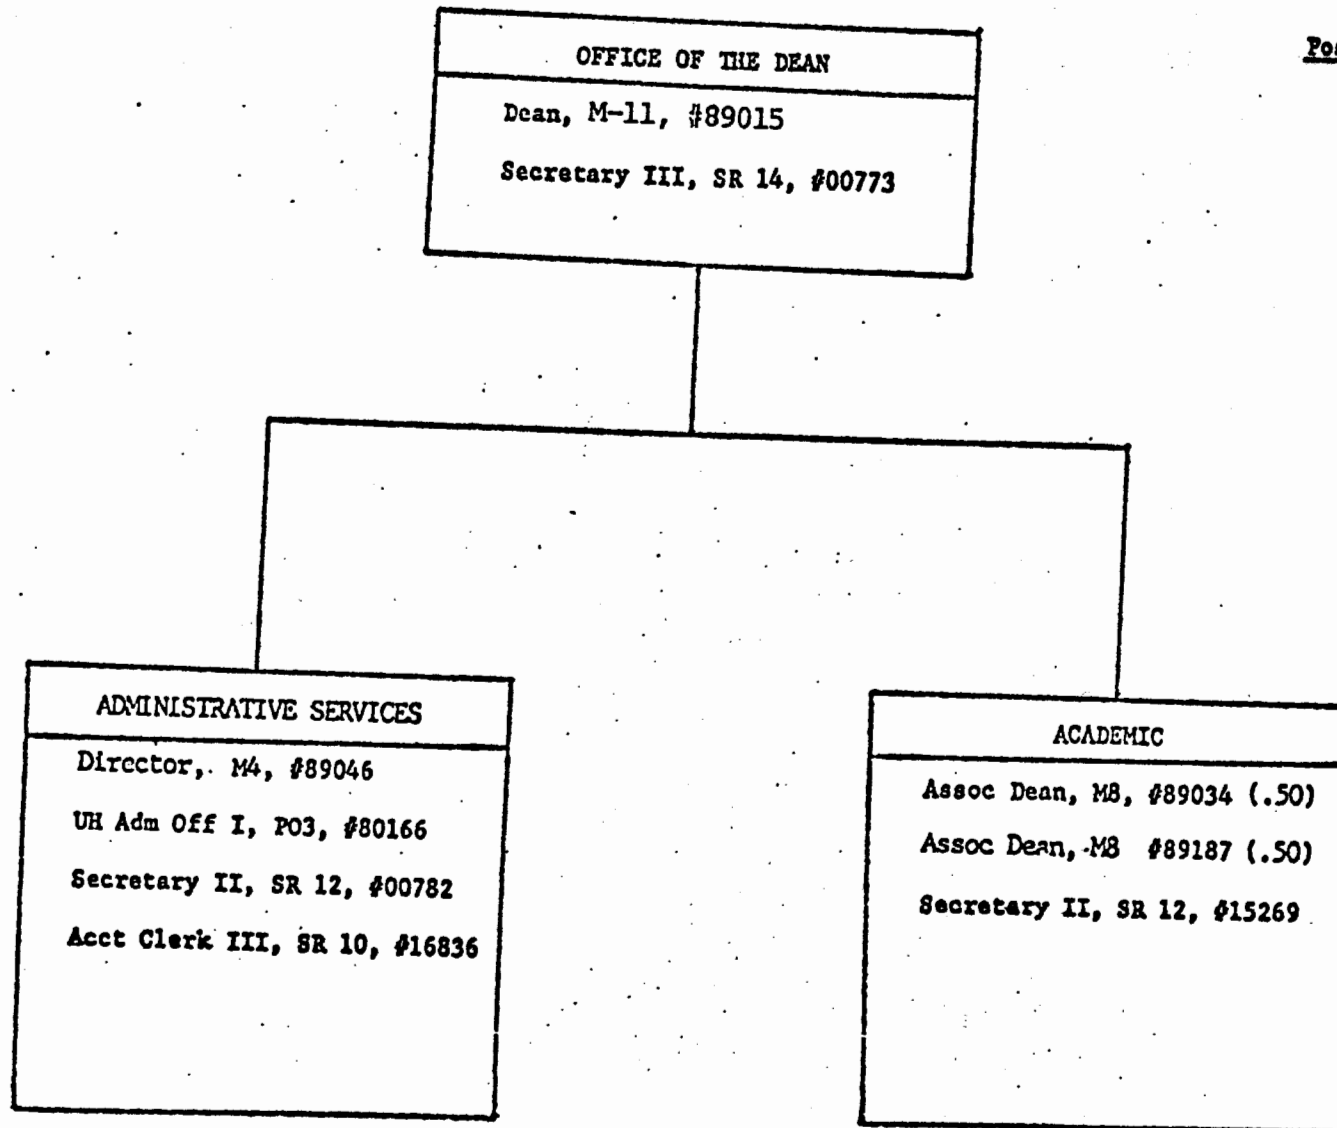 OFFICE OF THE DEAN
Dean, M-11, #89015
Secretary III, SR 14, #00773
ADMINISTRATIVE SERVICES
Director, M4, #89046
UH Adm Off I, PO3, #80166
Secretary II, SR 12, #00782
Acct Clerk III, SR 10, #16836
ACADEMIC
Assoc Dean, M8, #89034 (.50)
Assoc Dean, M8 #89187 (.50)
Secretary II, SR 12, #15269